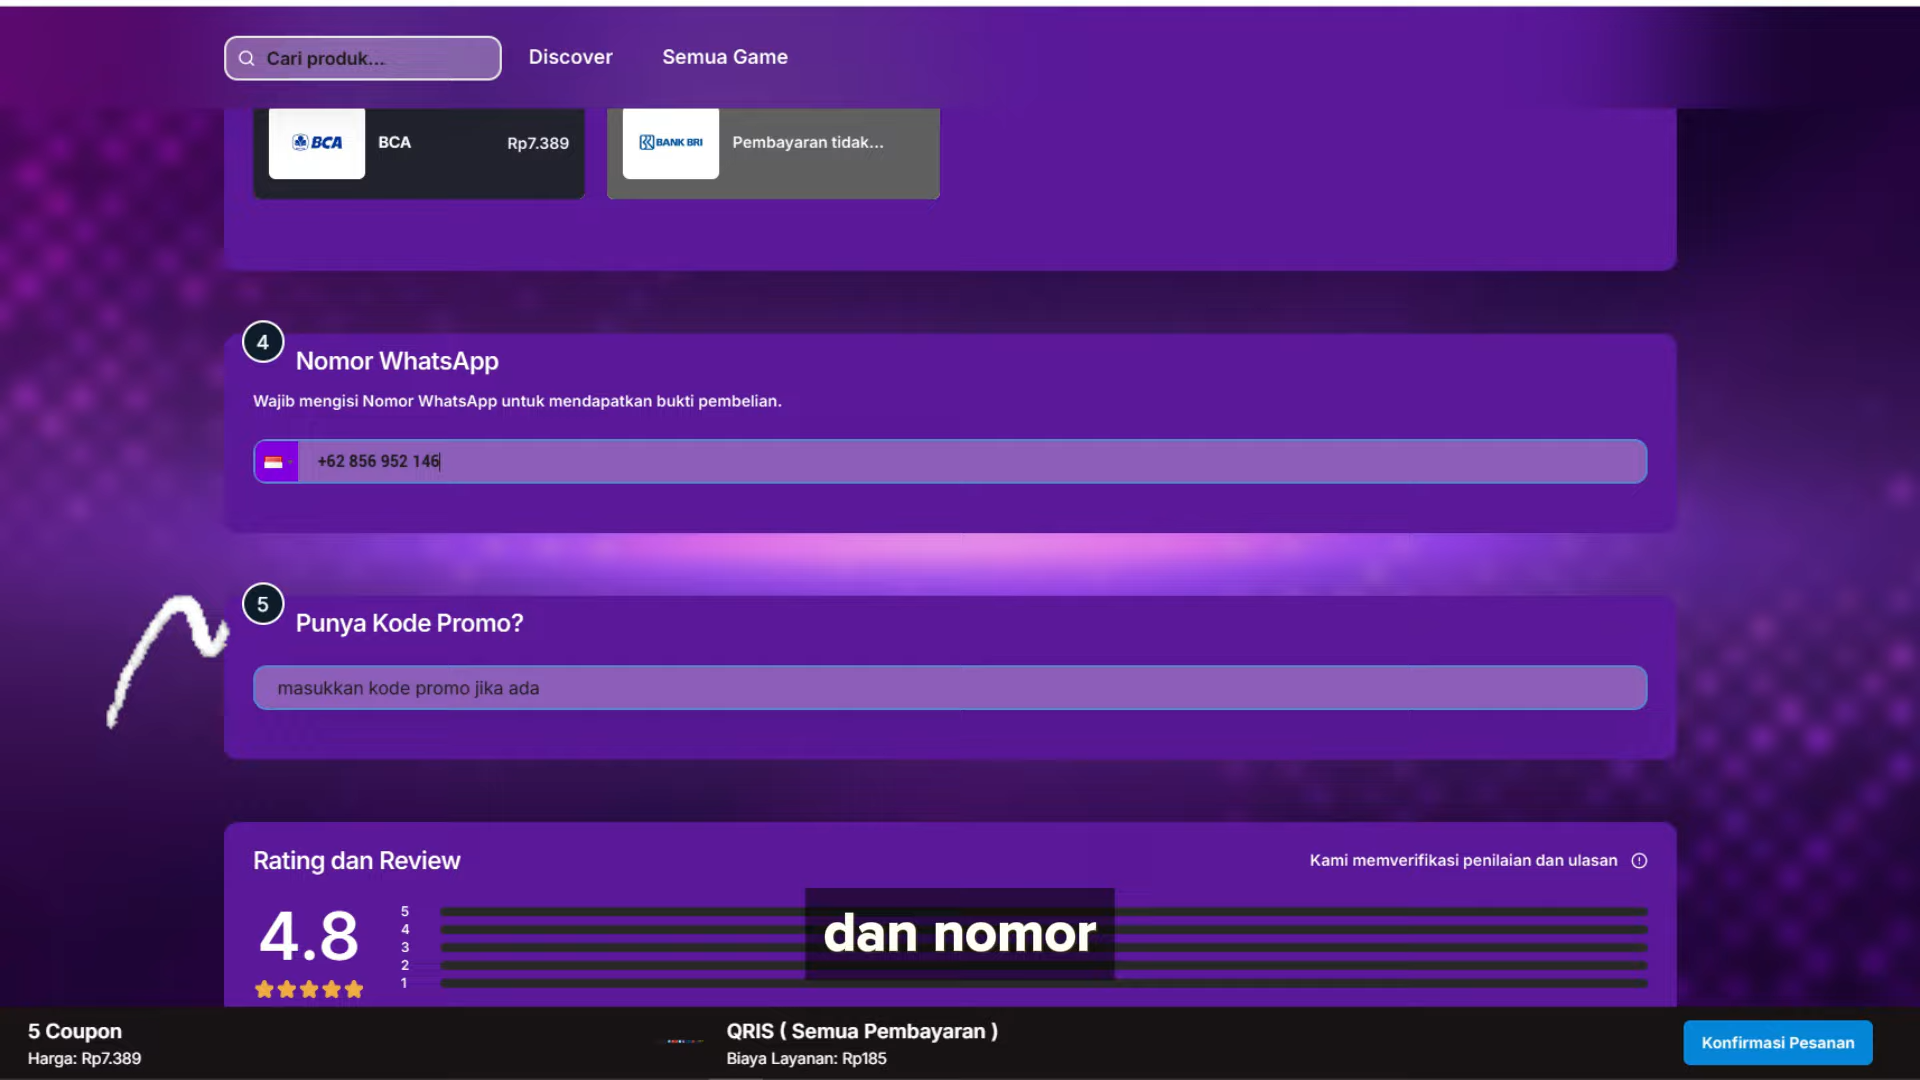 Cari produk...
Discover
Semua Game
BCA
BCA
Rp7.389
BANK BRI
Pembayaran tidak...
4
Nomor WhatsApp
Wajib mengisi Nomor WhatsApp untuk mendapatkan bukti pembelian.
+62 856 952 146
5
Punya Kode Promo?
masukkan kode promo jika ada
Rating dan Review
Kami memverifikasi penilaian dan ulasan
4.8
5
4
3
2
1
dan nomor
5 Coupon
Harga: Rp7.389
QRIS ( Semua Pembayaran )
Biaya Layanan: Rp185
Konfirmasi Pesanan